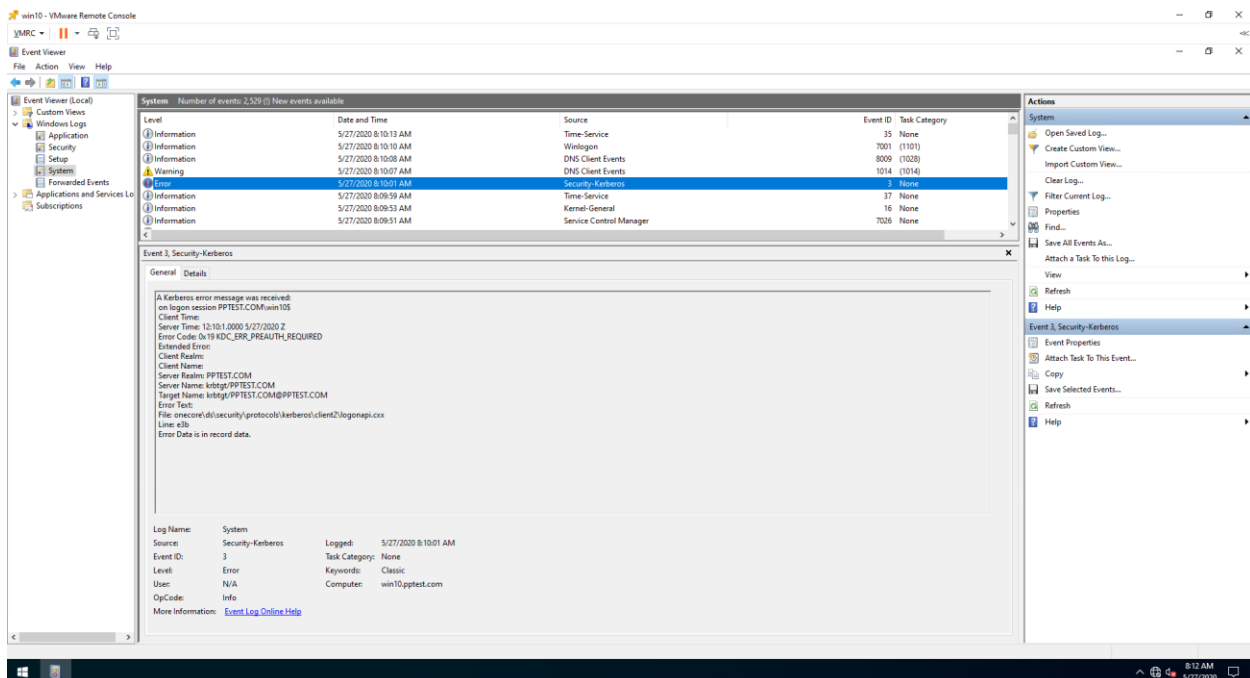 win10 - VMware Remote Console
VMRC
Event Viewer
File Action View Help
Event Viewer (Local)
Custom Views
Windows Logs
Application
Security
Setup
System
Forwarded Events
Applications and Services Lo
Subscriptions
System Number of events: 2,529 (!) New events available
Level Date and Time Source Event ID Task Category
Information 5/27/2020 8:10:13 AM Time-Service 35 None
Information 5/27/2020 8:10:10 AM Winlogon 7001 (1101)
Information 5/27/2020 8:10:08 AM DNS Client Events 8009 (1028)
Warning 5/27/2020 8:10:07 AM DNS Client Events 1014 (1014)
Error 5/27/2020 8:10:01 AM Security-Kerberos 3 None
Information 5/27/2020 8:09:59 AM Time-Service 37 None
Information 5/27/2020 8:09:53 AM Kernel-General 16 None
Information 5/27/2020 8:09:51 AM Service Control Manager 7026 None
Event 3, Security-Kerberos
General Details
A Kerberos error message was received:
on logon session PPTEST.COM\win10$
Client Time:
Server Time: 12:10:1.0000 5/27/2020 Z
Error Code: 0x19 KDC_ERR_PREAUTH_REQUIRED
Extended Error:
Client Realm:
Client Name:
Server Realm: PPTEST.COM
Server Name: krbtgt/PPTEST.COM
Target Name: krbtgt/PPTEST.COM@PPTEST.COM
Error Text:
File: onecore\ds\security\protocols\kerberos\client2\logonapi.cxx
Line: e3b
Error Data is in record data.
Log Name: System
Source: Security-Kerberos Logged: 5/27/2020 8:10:01 AM
Event ID: 3 Task Category: None
Level: Error Keywords: Classic
User: N/A Computer: win10.pptest.com
OpCode: Info
More Information: Event Log Online Help
Actions
System
Open Saved Log...
Create Custom View...
Import Custom View...
Clear Log...
Filter Current Log...
Properties
Find...
Save All Events As...
Attach a Task To this Log...
View
Refresh
Help
Event 3, Security-Kerberos
Event Properties
Attach Task To This Event...
Copy
Save Selected Events...
Refresh
Help
8:12 AM
5/27/2020